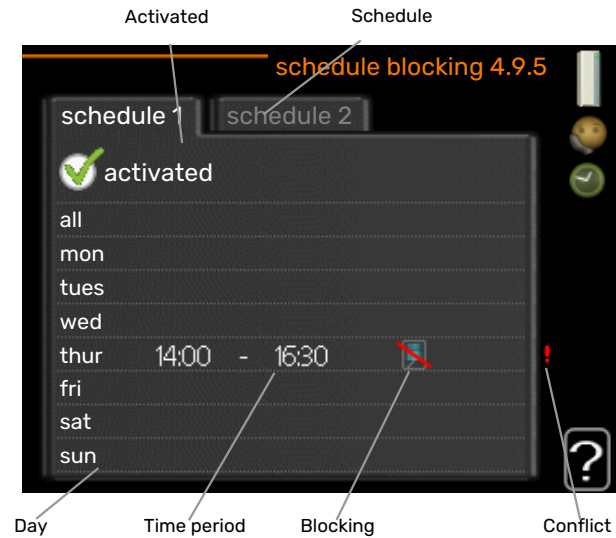 Activated Schedule
schedule blocking 4.9.5
schedule 1 schedule 2
activated
all
mon
tues
wed
thur 14:00 - 16:30 !
fri
sat
sun
?
Day Time period Blocking Conflict